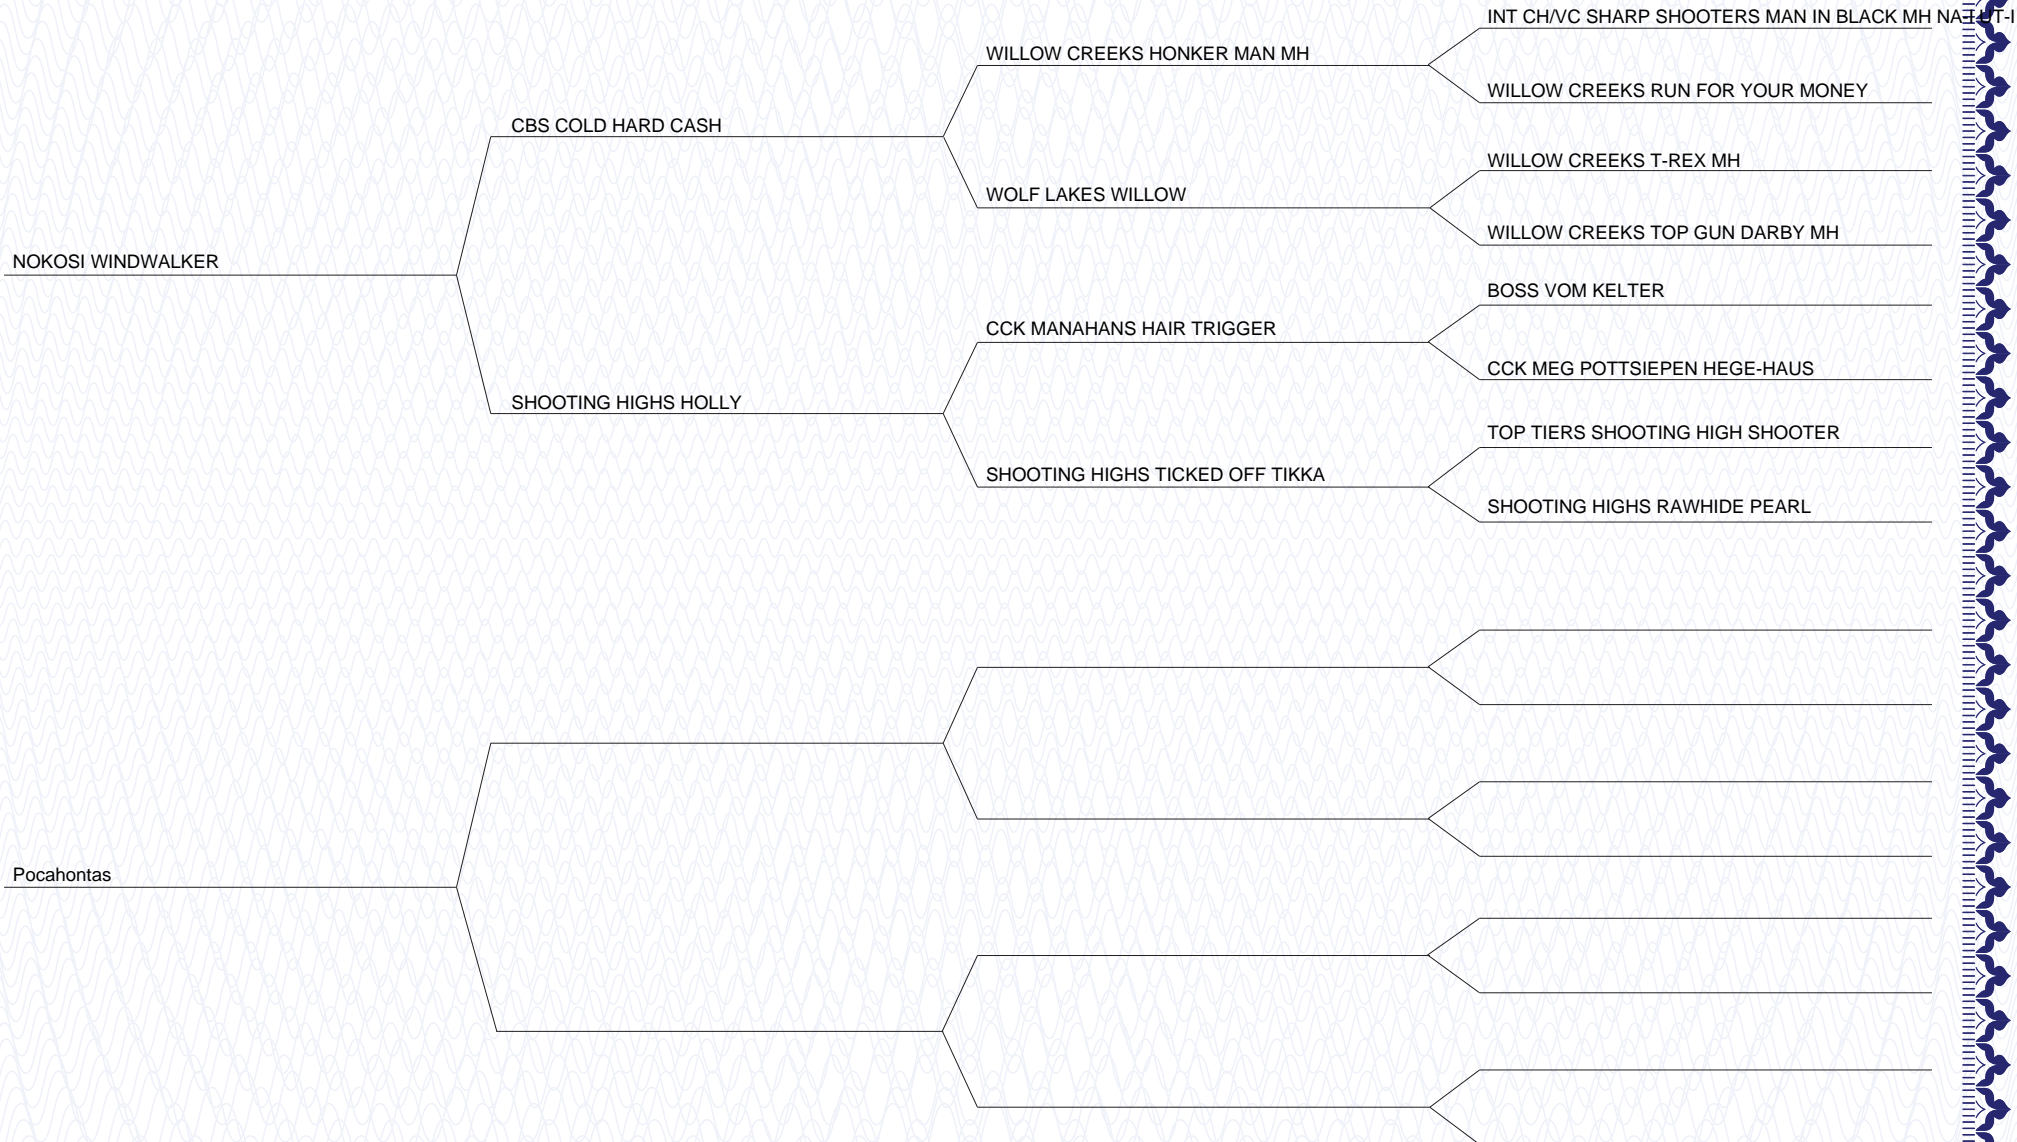 INT CH/VC SHARP SHOOTERS MAN IN BLACK MH NA-I UT-I
WILLOW CREEKS HONKER MAN MH
WILLOW CREEKS RUN FOR YOUR MONEY
CBS COLD HARD CASH
WILLOW CREEKS T-REX MH
WOLF LAKES WILLOW
WILLOW CREEKS TOP GUN DARBY MH
NOKOSI WINDWALKER
BOSS VOM KELTER
CCK MANAHANS HAIR TRIGGER
CCK MEG POTTSIEPEN HEGE-HAUS
SHOOTING HIGHS HOLLY
TOP TIERS SHOOTING HIGH SHOOTER
SHOOTING HIGHS TICKED OFF TIKKA
SHOOTING HIGHS RAWHIDE PEARL
Pocahontas